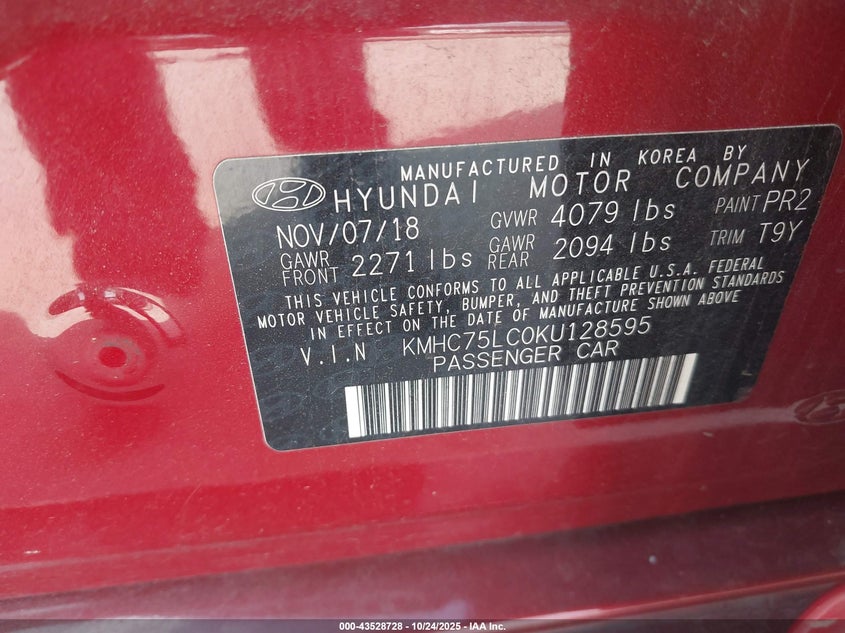 MANUFACTURED IN KOREA BY
HYUNDAI MOTOR COMPANY
NOV/07/18 GVWR 4079 lbs PAINT PR2
GAWR FRONT 2271 lbs GAWR REAR 2094 lbs TRIM T9Y
THIS VEHICLE CONFORMS TO ALL APPLICABLE U.S.A. FEDERAL
MOTOR VEHICLE SAFETY, BUMPER, AND THEFT PREVENTION STANDARDS
IN EFFECT ON THE DATE OF MANUFACTURE SHOWN ABOVE
V.I.N KMHC75LC0KU128595
PASSENGER CAR
000-43528728 - 10/24/2025 - IAA Inc.